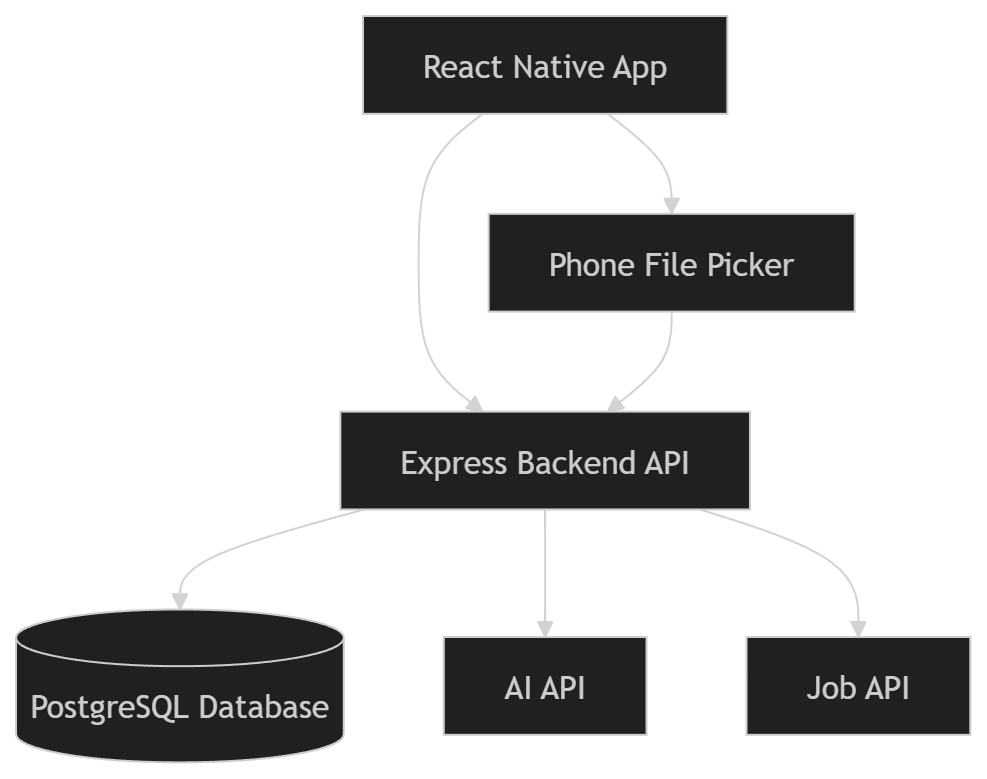 React Native App
Phone File Picker
Express Backend API
PostgreSQL Database
AI API
Job API